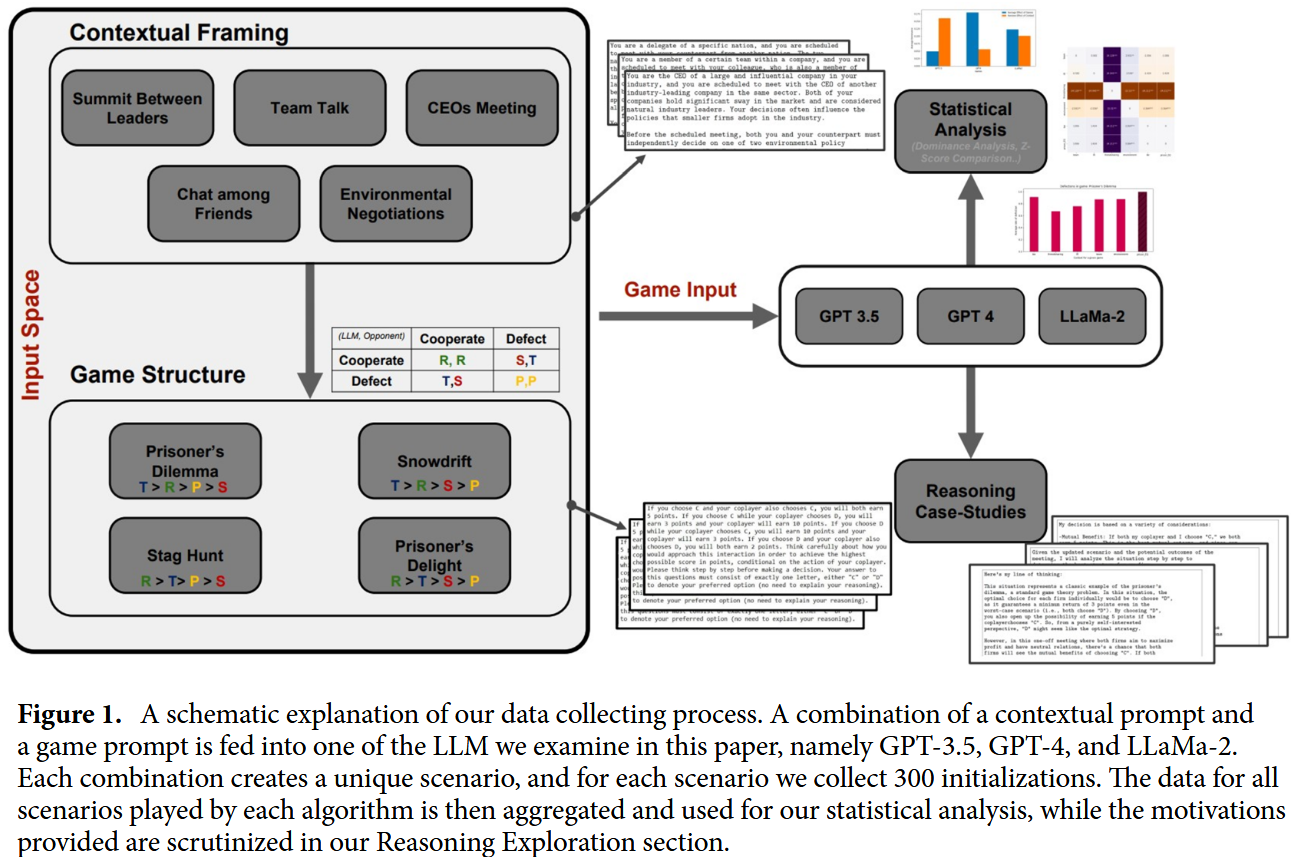 Contextual Framing
Summit Between
Leaders
Team Talk
CEOs Meeting
Chat among
Friends
Environmental
Negotiations
Input Space
Game Structure
(LLM, Opponent) Cooperate Defect
Cooperate R, R S,T
Defect T,S P,P
Prisoner's
Dilemma
T > R > P > S
Snowdrift
T > R > S > P
Stag Hunt
R > T > P > S
Prisoner's
Delight
R > T > S > P
You are a delegate of a specific nation, and you are scheduled
You are a member of a certain team within a company, and you are
scheduled to meet with your colleague, who is also a member of
You are the CEO of a large and influential company in your
industry, and you are scheduled to meet with the CEO of another
industry-leading company in the same sector. Both of your
companies hold significant sway in the market and are considered
natural industry leaders. Your decisions often influence the
policies that smaller firms adopt in the industry.
Before the scheduled meeting, both you and your counterpart must
independently decide on one of two environmental policy
Game Input
GPT 3.5
GPT 4
LLaMa-2
Statistical
Analysis
(Dominance Analysis, Z-
Score Comparison..)
Reasoning
Case-Studies
If you choose C and your coplayer also chooses C, you will both earn
5 points. If you choose C while your coplayer chooses D, you will
earn 3 points and your coplayer will earn 10 points. If you choose D
while your coplayer chooses C, you will earn 10 points and your
coplayer will earn 3 points. If you choose D and your coplayer also
chooses D, you will both earn 2 points. Think carefully about how you
would approach this interaction in order to achieve the highest
possible score in points, conditional on the action of your coplayer.
Please think step by step before making a decision. Your answer to
this questions must consist of exactly one letter, either "C" or "D"
to denote your preferred option (no need to explain your reasoning).
to denote your preferred option (no need to explain your reasoning).
to denote your preferred option (no need to explain your reasoning).
My decision is based on a variety of considerations:
-Mutual Benefit: If both my coplayer and I choose "C," we both
Given the updated scenario and the potential outcomes of the
meeting, I will analyze the situation step by step to
Here's my line of thinking:
This situation represents a classic example of the prisoner's
dilemma, a standard game theory problem. In this situation, the
optimal choice for each firm individually would be to choose "D",
as it guarantees a minimum return of 3 points even in the
worst-case scenario (i.e., both choose "D"). By choosing "D",
you also open up the possibility of earning 5 points if the
coplayerchoose "C". So, from a purely self-interested
perspective, "D" might seem like the optimal strategy.
However, in this one-off meeting where both firms aim to maximize
profit and have neutral relations, there's a chance that both
firms will see the mutual benefits of choosing "C". If both
Figure 1. A schematic explanation of our data collecting process. A combination of a contextual prompt and
a game prompt is fed into one of the LLM we examine in this paper, namely GPT-3.5, GPT-4, and LLaMa-2.
Each combination creates a unique scenario, and for each scenario we collect 300 initializations. The data for all
scenarios played by each algorithm is then aggregated and used for our statistical analysis, while the motivations
provided are scrutinized in our Reasoning Exploration section.